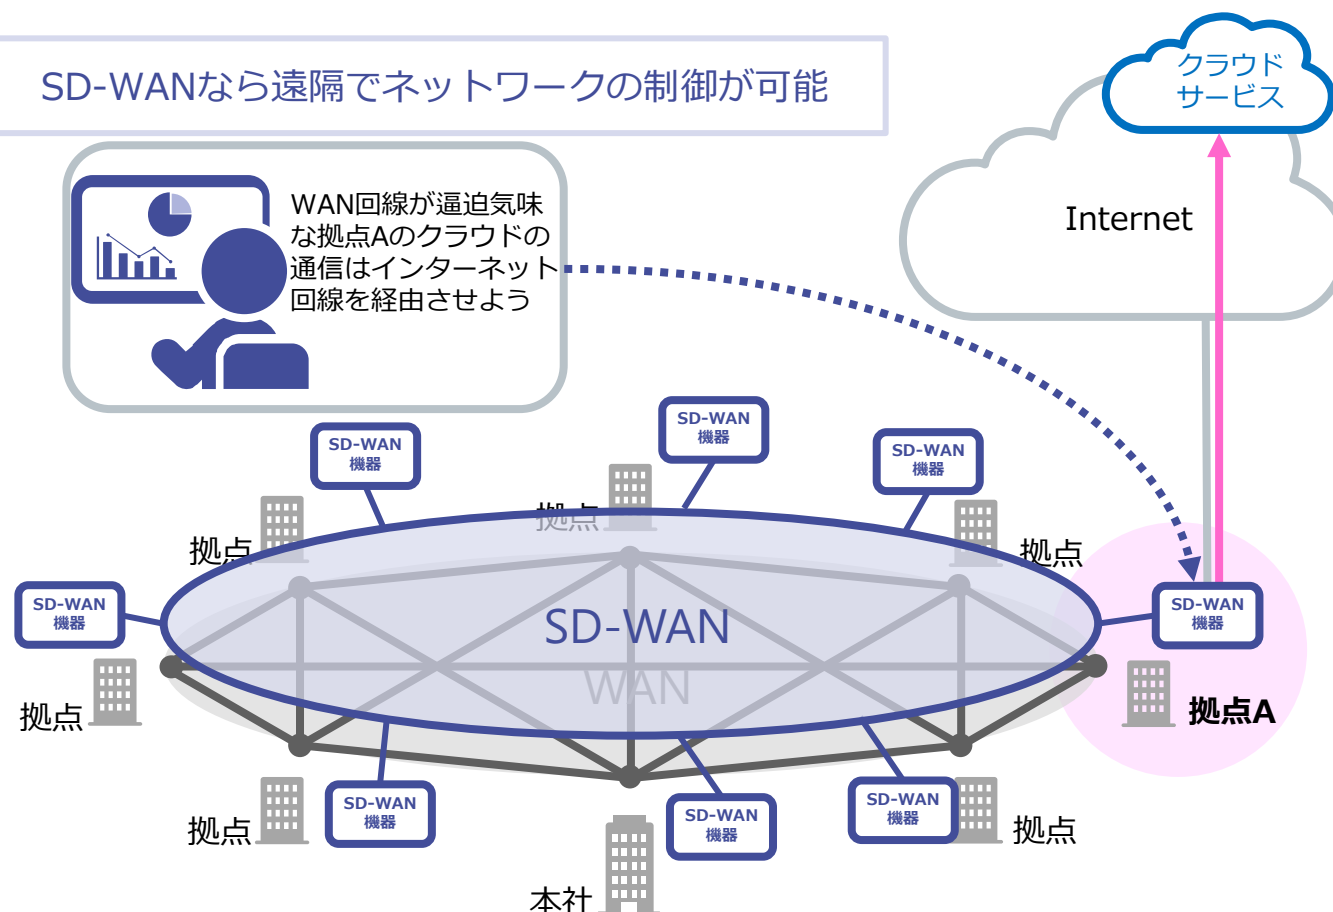 SD-WANなら遠隔でネットワークの制御が可能
クラウド
サービス
Internet
WAN回線が逼迫気味
な拠点Aのクラウドの
通信はインターネット
回線を経由させよう
SD-WAN
機器
SD-WAN
機器
SD-WAN
機器
拠点
拠点
拠点
SD-WAN
機器
SD-WAN
機器
SD-WAN
WAN
拠点
拠点A
SD-WAN
機器
SD-WAN
機器
SD-WAN
機器
拠点
拠点
本社